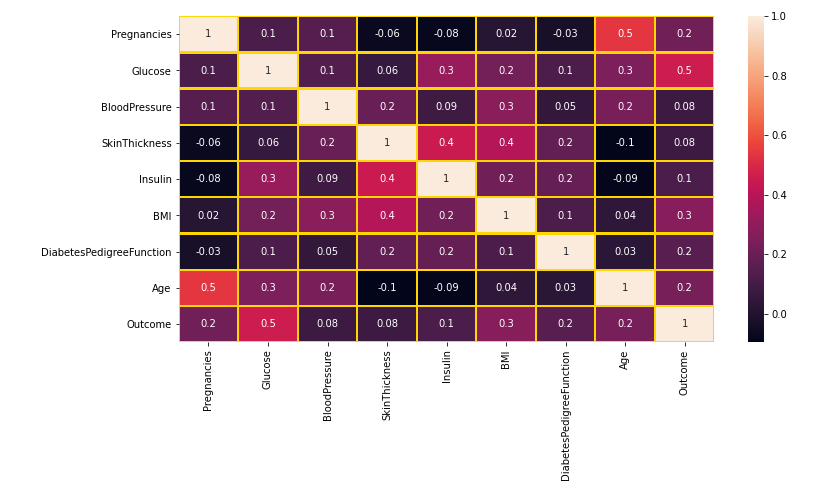 Pregnancies 1 0.1 0.1 -0.06 -0.08 0.02 -0.03 0.5 0.2
Glucose 0.1 1 0.1 0.06 0.3 0.2 0.1 0.3 0.5
BloodPressure 0.1 0.1 1 0.2 0.09 0.3 0.05 0.2 0.08
SkinThickness -0.06 0.06 0.2 1 0.4 0.4 0.2 -0.1 0.08
Insulin -0.08 0.3 0.09 0.4 1 0.2 0.2 -0.09 0.1
BMI 0.02 0.2 0.3 0.4 0.2 1 0.1 0.04 0.3
DiabetesPedigreeFunction -0.03 0.1 0.05 0.2 0.2 0.1 1 0.03 0.2
Age 0.5 0.3 0.2 -0.1 -0.09 0.04 0.03 1 0.2
Outcome 0.2 0.5 0.08 0.08 0.1 0.3 0.2 0.2 1
Pregnancies
Glucose
BloodPressure
SkinThickness
Insulin
BMI
DiabetesPedigreeFunction
Age
Outcome
1.0
0.8
0.6
0.4
0.2
0.0